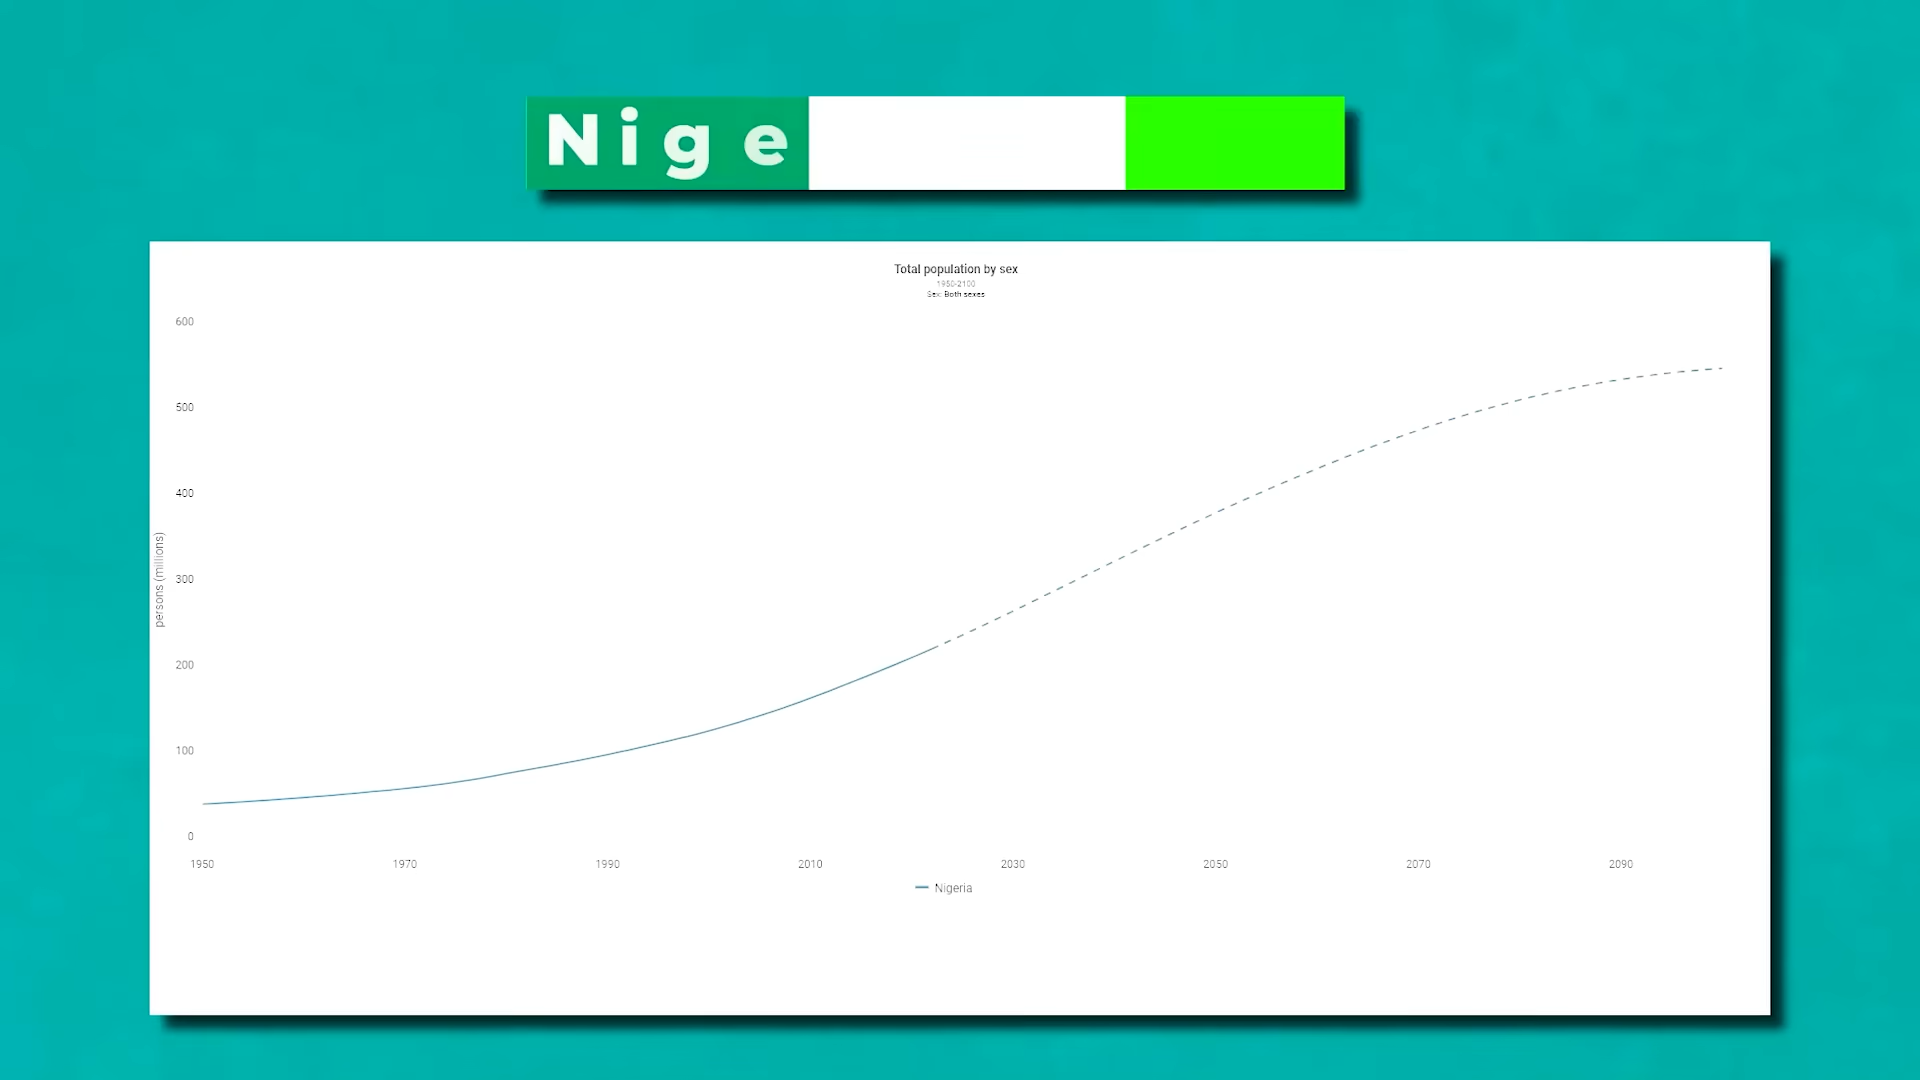 Nige
Total population by sex
1950-2100
Sex: Both sexes
600
500
400
300
200
100
0
persons (millions)
1950 1970 1990 2010 2030 2050 2070 2090
Nigeria